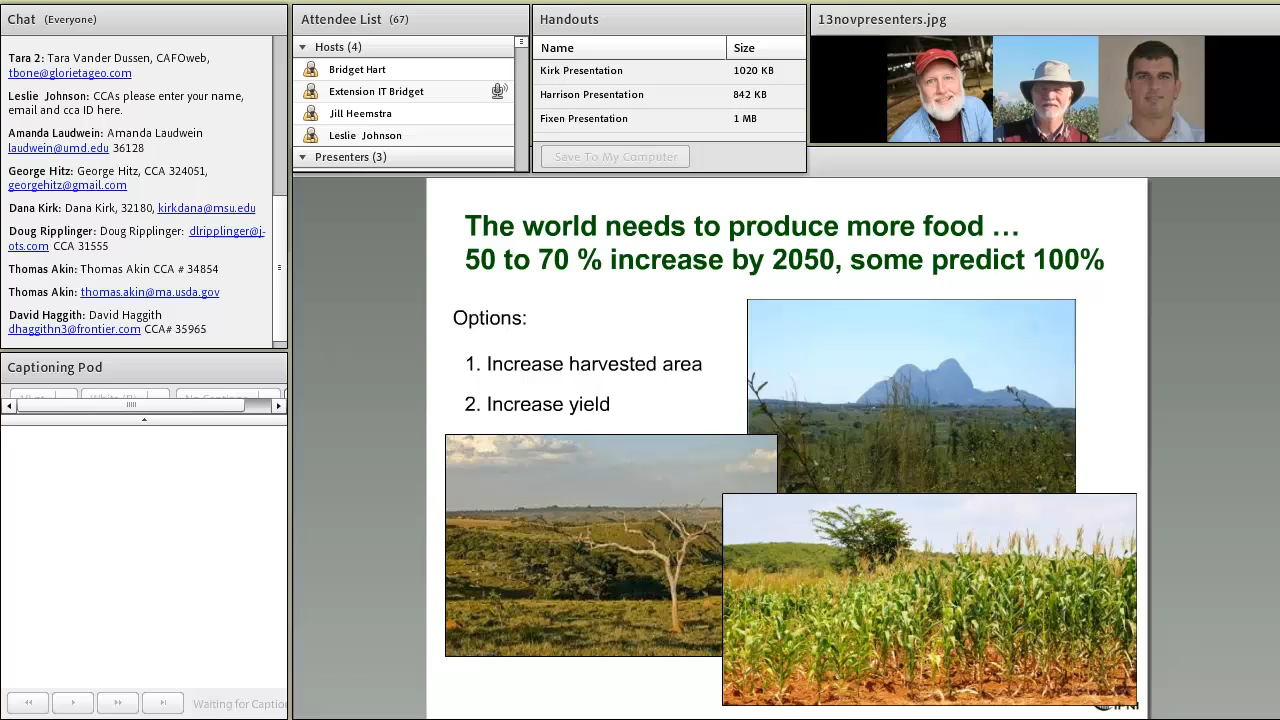 Chat (Everyone)
Tara 2: Tara Vander Dussen, CAFOweb,
tbone@glorietageo.com
Leslie Johnson: CCAs please enter your name,
email and cca ID here.
Amanda Laudwein: Amanda Laudwein
laudwein@umd.edu 36128
George Hitz: George Hitz, CCA 324051,
georgehitz@gmail.com
Dana Kirk: Dana Kirk, 32180, kirkdana@msu.edu
Doug Ripplinger: Doug Ripplinger: dlripplinger@j-
ots.com CCA 31555
Thomas Akin: Thomas Akin CCA # 34854
Thomas Akin: thomas.akin@ma.usda.gov
David Haggith: David Haggith
dhaggithn3@frontier.com CCA# 35965
Captioning Pod
Waiting for Captio
Attendee List (67)
Hosts (4)
Bridget Hart
Extension IT Bridget
Jill Heemstra
Leslie Johnson
Presenters (3)
Handouts
Name Size
Kirk Presentation 1020 KB
Harrison Presentation 842 KB
Fixen Presentation 1 MB
Save To My Computer
13novpresenters.jpg
The world needs to produce more food …
50 to 70 % increase by 2050, some predict 100%
Options:
1. Increase harvested area
2. Increase yield